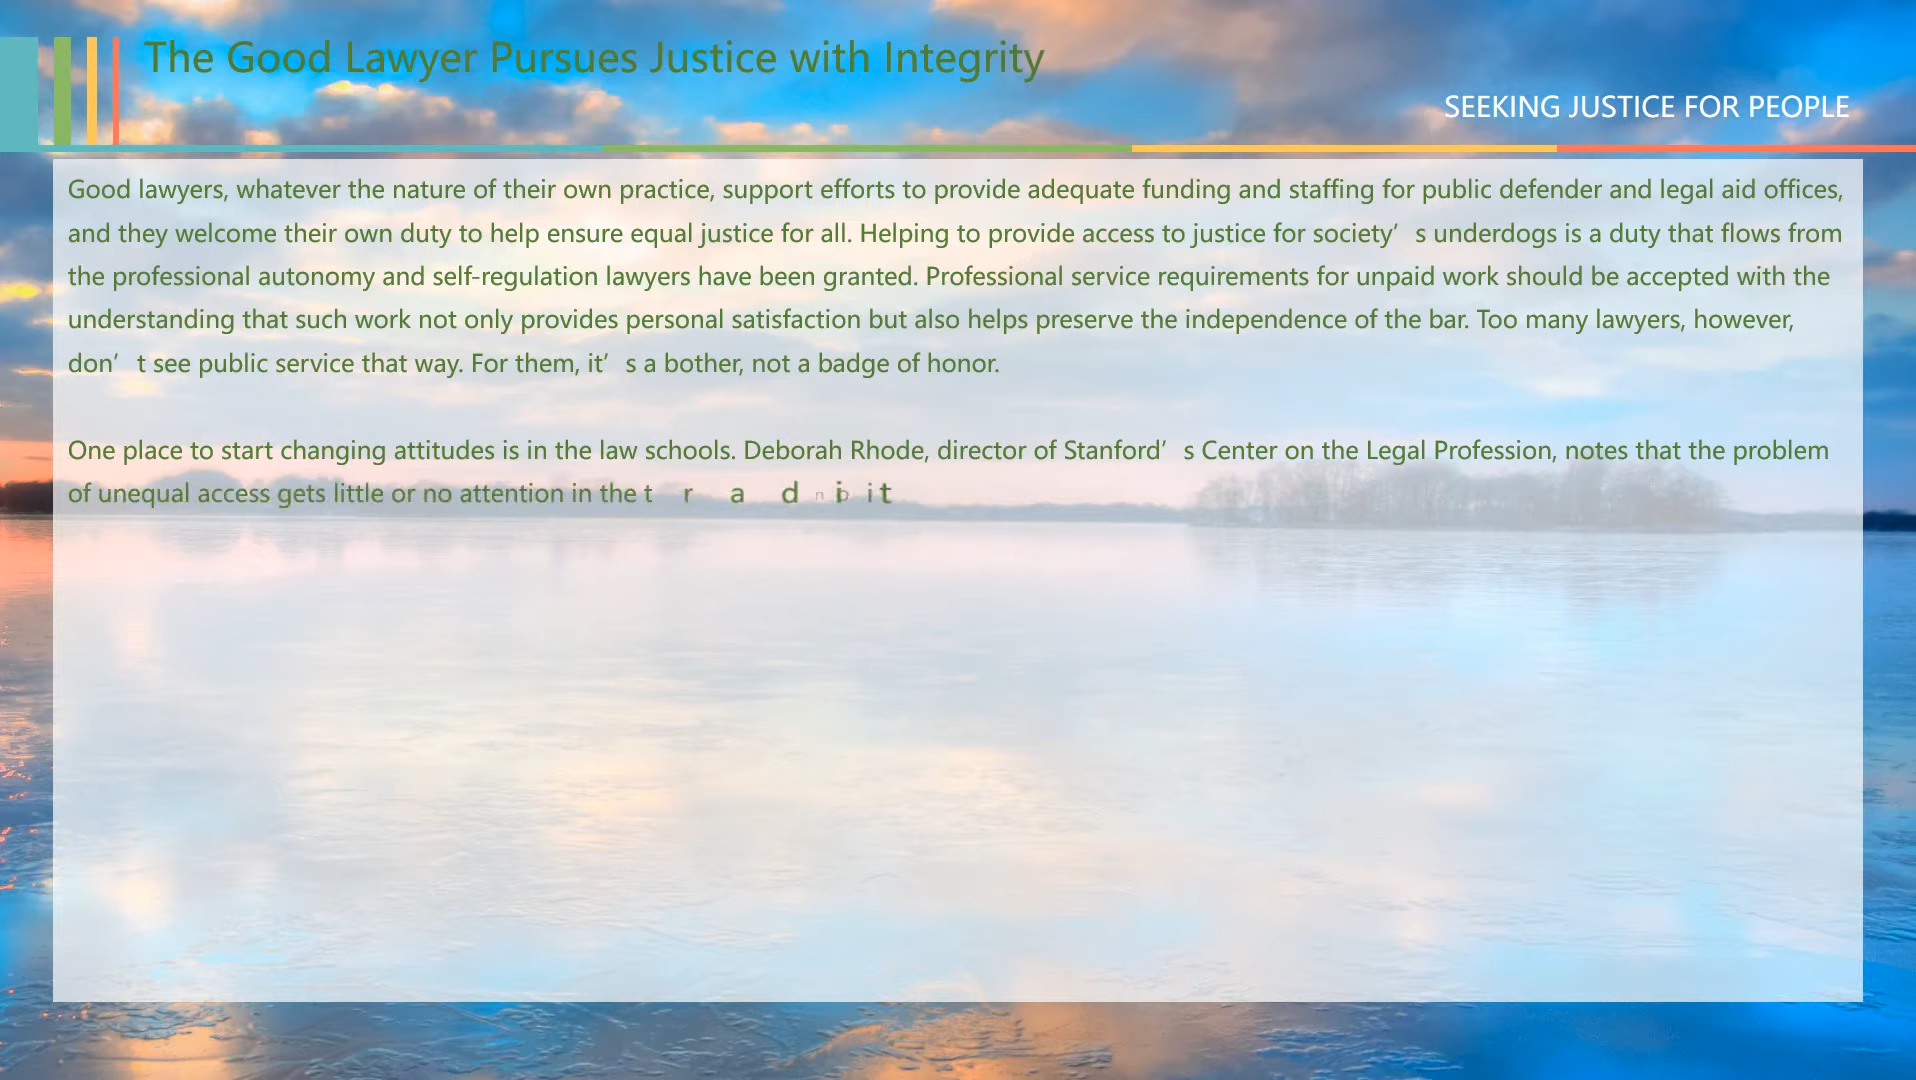 The Good Lawyer Pursues Justice with Integrity
SEEKING JUSTICE FOR PEOPLE
Good lawyers, whatever the nature of their own practice, support efforts to provide adequate funding and staffing for public defender and legal aid offices,
and they welcome their own duty to help ensure equal justice for all. Helping to provide access to justice for society’s underdogs is a duty that flows from
the professional autonomy and self-regulation lawyers have been granted. Professional service requirements for unpaid work should be accepted with the
understanding that such work not only provides personal satisfaction but also helps preserve the independence of the bar. Too many lawyers, however,
don’t see public service that way. For them, it’s a bother, not a badge of honor.
One place to start changing attitudes is in the law schools. Deborah Rhode, director of Stanford’s Center on the Legal Profession, notes that the problem
of unequal access gets little or no attention in the